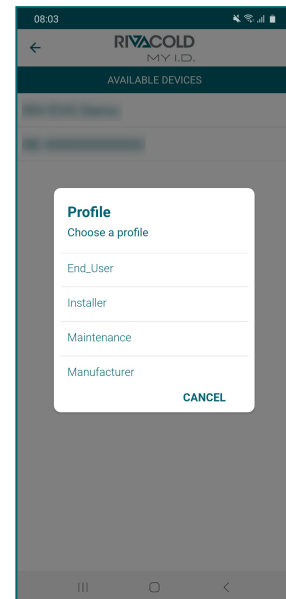 08:03
RIVACOLD
MY I.D.
AVAILABLE DEVICES
Profile
Choose a profile
End_User
Installer
Maintenance
Manufacturer
CANCEL